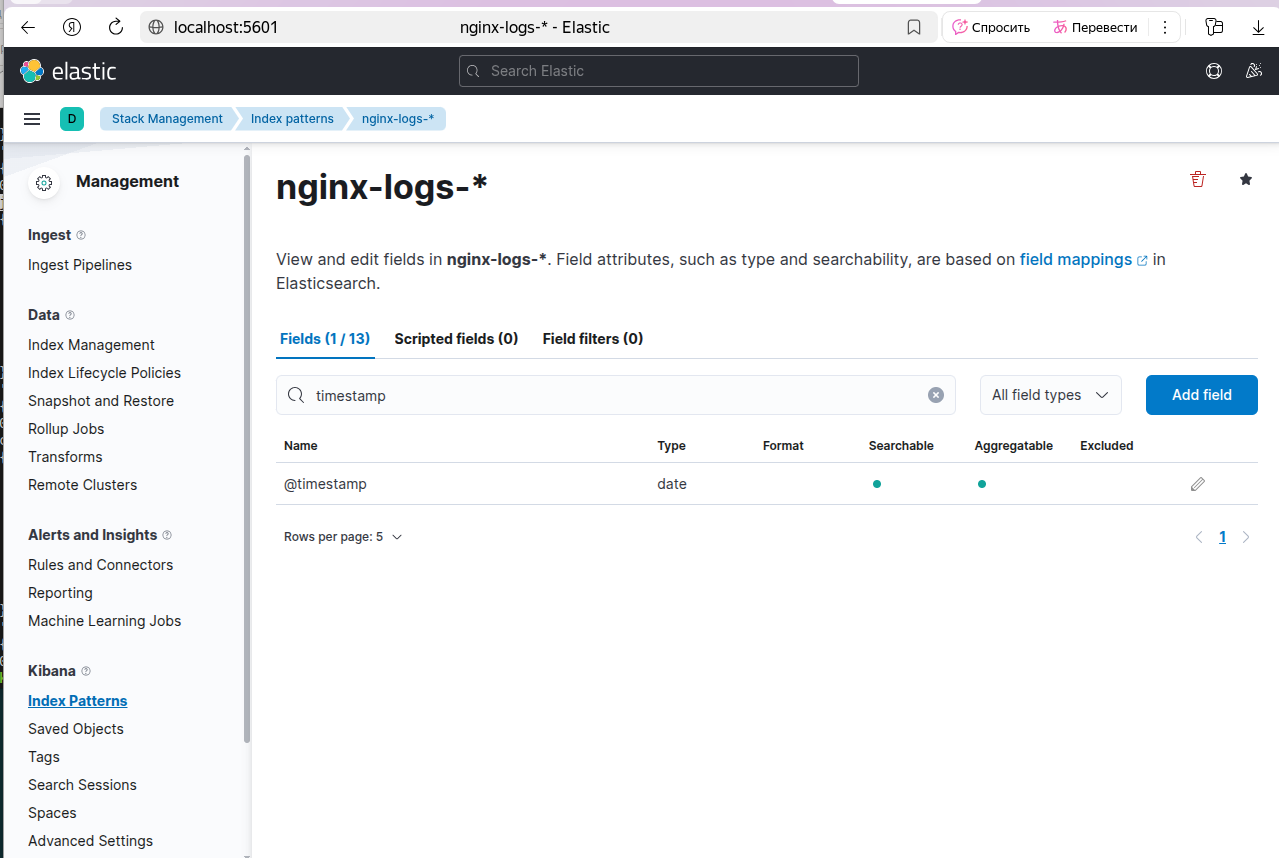 localhost:5601
nginx-logs-* - Elastic
Спросить
Перевести
elastic
Search Elastic
D
Stack Management
Index patterns
nginx-logs-*
Management
Ingest
Ingest Pipelines
Data
Index Management
Index Lifecycle Policies
Snapshot and Restore
Rollup Jobs
Transforms
Remote Clusters
Alerts and Insights
Rules and Connectors
Reporting
Machine Learning Jobs
Kibana
Index Patterns
Saved Objects
Tags
Search Sessions
Spaces
Advanced Settings
nginx-logs-*
View and edit fields in nginx-logs-*. Field attributes, such as type and searchability, are based on field mappings in
Elasticsearch.
Fields (1 / 13)
Scripted fields (0)
Field filters (0)
timestamp
All field types
Add field
Name Type Format Searchable Aggregatable Excluded
@timestamp date
Rows per page: 5
1